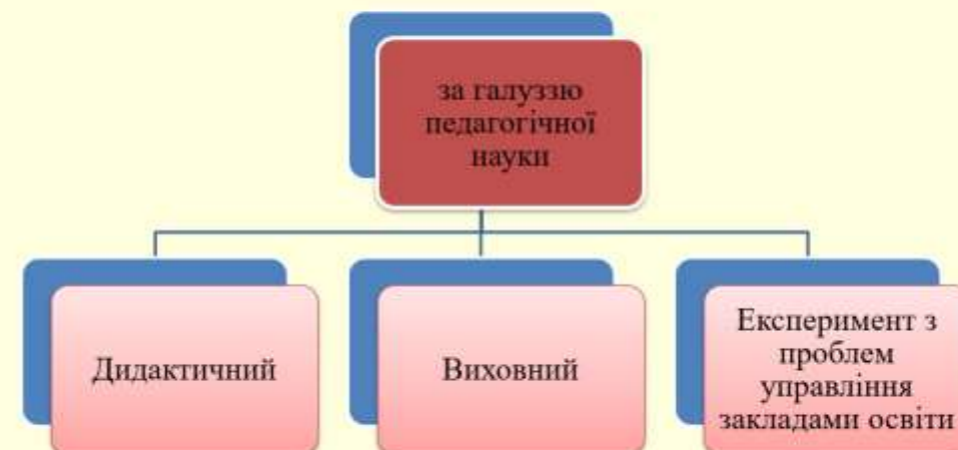 за галуззю
педагогічної
науки
Дидактичний
Виховний
Експеримент з
проблем
управління
закладами освіти